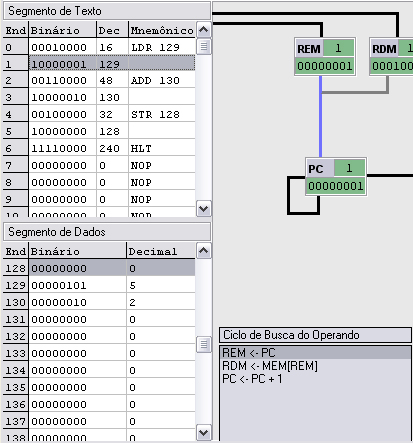 Segmento de Texto
End Binário Dec Mnemônico
0 00010000 16 LDR 129
1 10000001 129
2 00110000 48 ADD 130
3 10000010 130
4 00100000 32 STR 128
5 10000000 128
6 11110000 240 HLT
7 00000000 0 NOP
8 00000000 0 NOP
9 00000000 0 NOP
10 00000000 0 NOP
Segmento de Dados
End Binário Decimal
128 00000000 0
129 00000101 5
130 00000010 2
131 00000000 0
132 00000000 0
133 00000000 0
134 00000000 0
135 00000000 0
136 00000000 0
137 00000000 0
138 00000000 0
REM 1
00000001
RDM 1
000100
PC 1
00000001
Ciclo de Busca do Operando
REM <- PC
RDM <- MEM[REM]
PC <- PC + 1